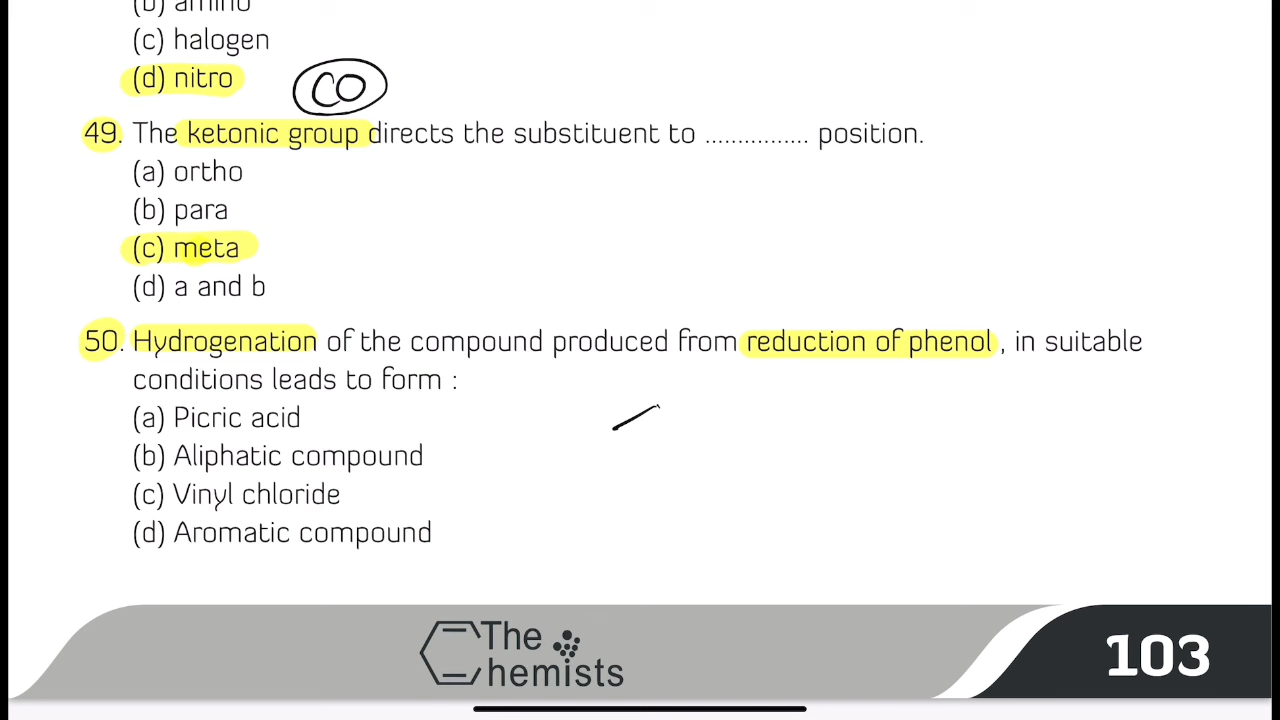 (b) amino
(c) halogen
(d) nitro
CO
49. The ketonic group directs the substituent to ................ position.
(a) ortho
(b) para
(c) meta
(d) a and b
50. Hydrogenation of the compound produced from reduction of phenol , in suitable
conditions leads to form :
(a) Picric acid
(b) Aliphatic compound
(c) Vinyl chloride
(d) Aromatic compound
The
hemists
103